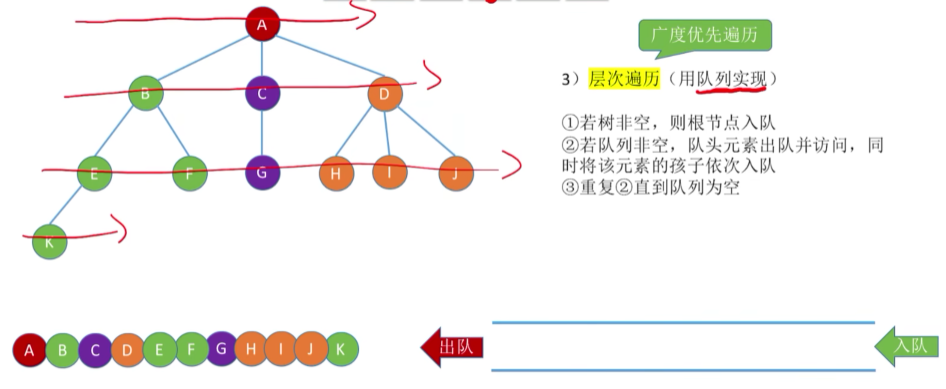 A
B C D
E F G H I J
K
广度优先遍历
3）层次遍历（用队列实现）
①若树非空，则根节点入队
②若队列非空，队头元素出队并访问，同
时将该元素的孩子依次入队
③重复②直到队列为空
A B C D E F G H I J K
出队
入队